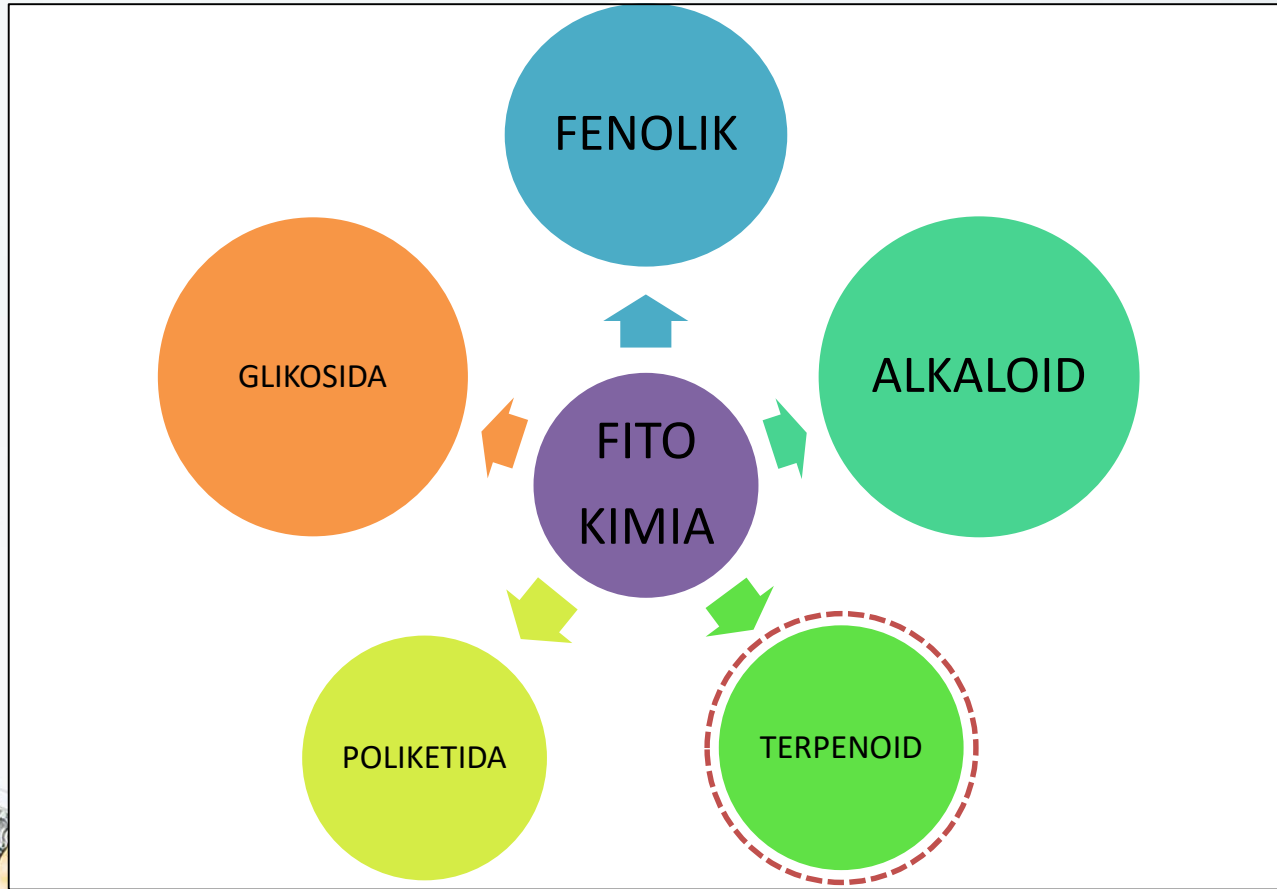 FENOLIK
GLIKOSIDA
ALKALOID
FITO
KIMIA
POLIKETIDA
TERPENOID